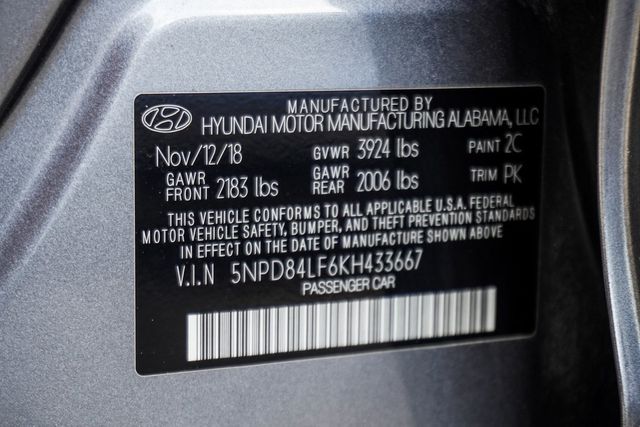 MANUFACTURED BY
HYUNDAI MOTOR MANUFACTURING ALABAMA, LLC
Nov/12/18 GVWR 3924 lbs PAINT 2C
GAWR FRONT 2183 lbs GAWR REAR 2006 lbs TRIM PK
THIS VEHICLE CONFORMS TO ALL APPLICABLE U.S.A. FEDERAL
MOTOR VEHICLE SAFETY, BUMPER, AND THEFT PREVENTION STANDARDS
IN EFFECT ON THE DATE OF MANUFACTURE SHOWN ABOVE.
V.I.N 5NPD84LF6KH433667
PASSENGER CAR